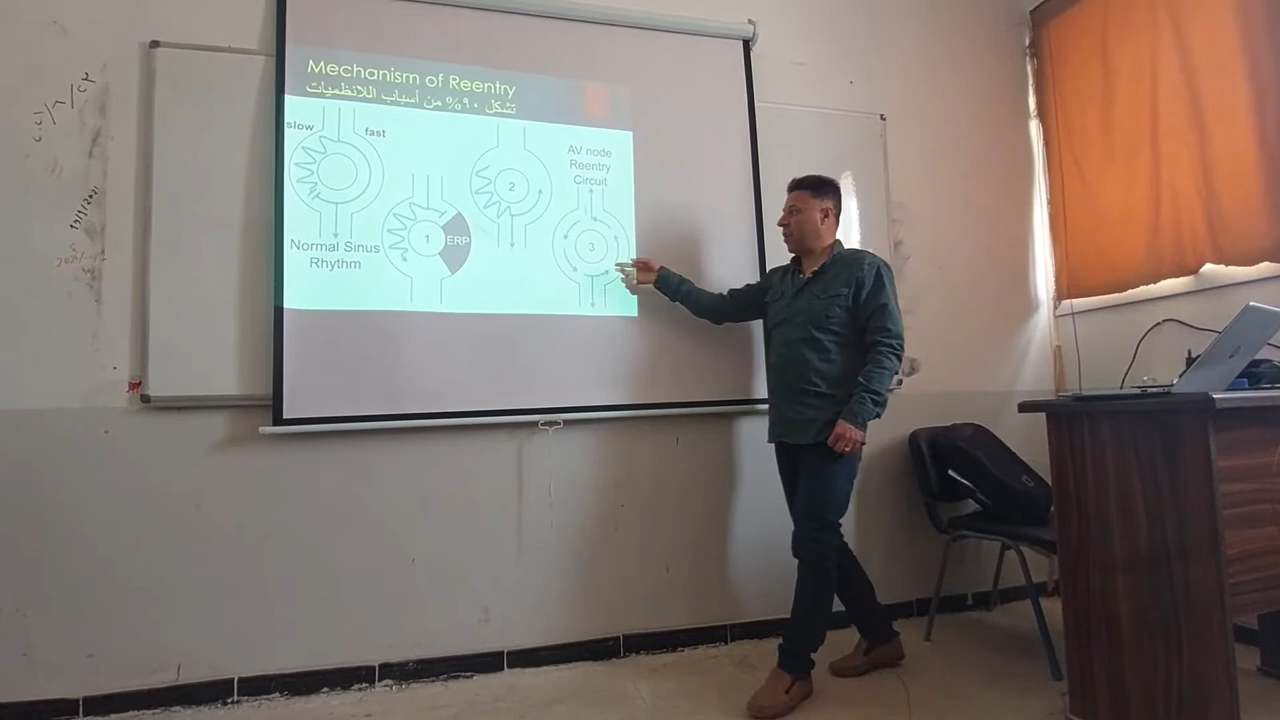 Mechanism of Reentry
تشكل ٩٠% من أسباب اللانظميات
slow
fast
Normal Sinus
Rhythm
1
ERP
2
AV node
Reentry
Circuit
3